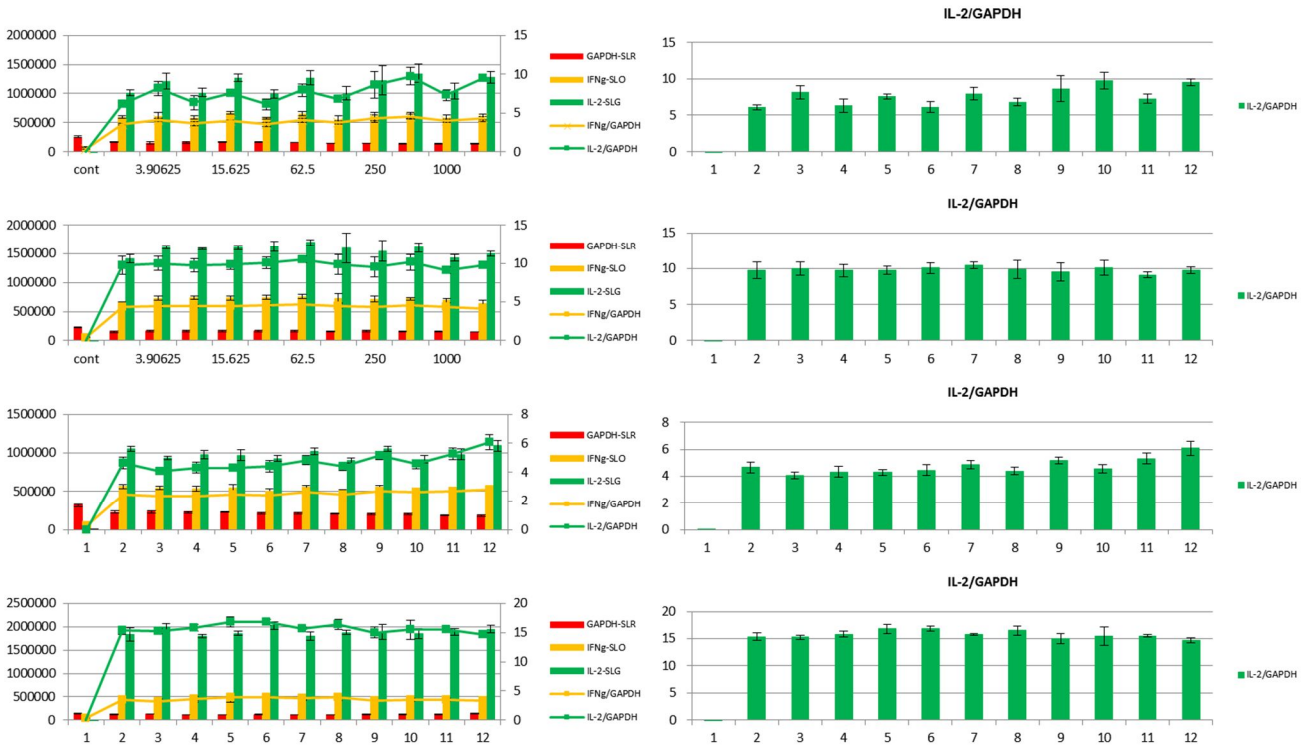 IL-2/GAPDH
2000000
1500000
1000000
500000
0
15
10
5
0
cont 3.90625 15.625 62.5 250 1000
GAPDH-SLR
IFNg-SLO
IL-2-SLG
IFNg/GAPDH
IL-2/GAPDH
15
10
5
0
1 2 3 4 5 6 7 8 9 10 11 12
IL-2/GAPDH
IL-2/GAPDH
2000000
1500000
1000000
500000
0
15
10
5
0
cont 3.90625 15.625 62.5 250 1000
GAPDH-SLR
IFNg-SLO
IL-2-SLG
IFNg/GAPDH
IL-2/GAPDH
15
10
5
0
1 2 3 4 5 6 7 8 9 10 11 12
IL-2/GAPDH
IL-2/GAPDH
1500000
1000000
500000
0
8
6
4
2
0
1 2 3 4 5 6 7 8 9 10 11 12
GAPDH-SLR
IFNg-SLO
IL-2-SLG
IFNg/GAPDH
IL-2/GAPDH
8
6
4
2
0
1 2 3 4 5 6 7 8 9 10 11 12
IL-2/GAPDH
IL-2/GAPDH
2500000
2000000
1500000
1000000
500000
0
20
15
10
5
0
1 2 3 4 5 6 7 8 9 10 11 12
GAPDH-SLR
IFNg-SLO
IL-2-SLG
IFNg/GAPDH
IL-2/GAPDH
20
15
10
5
0
1 2 3 4 5 6 7 8 9 10 11 12
IL-2/GAPDH